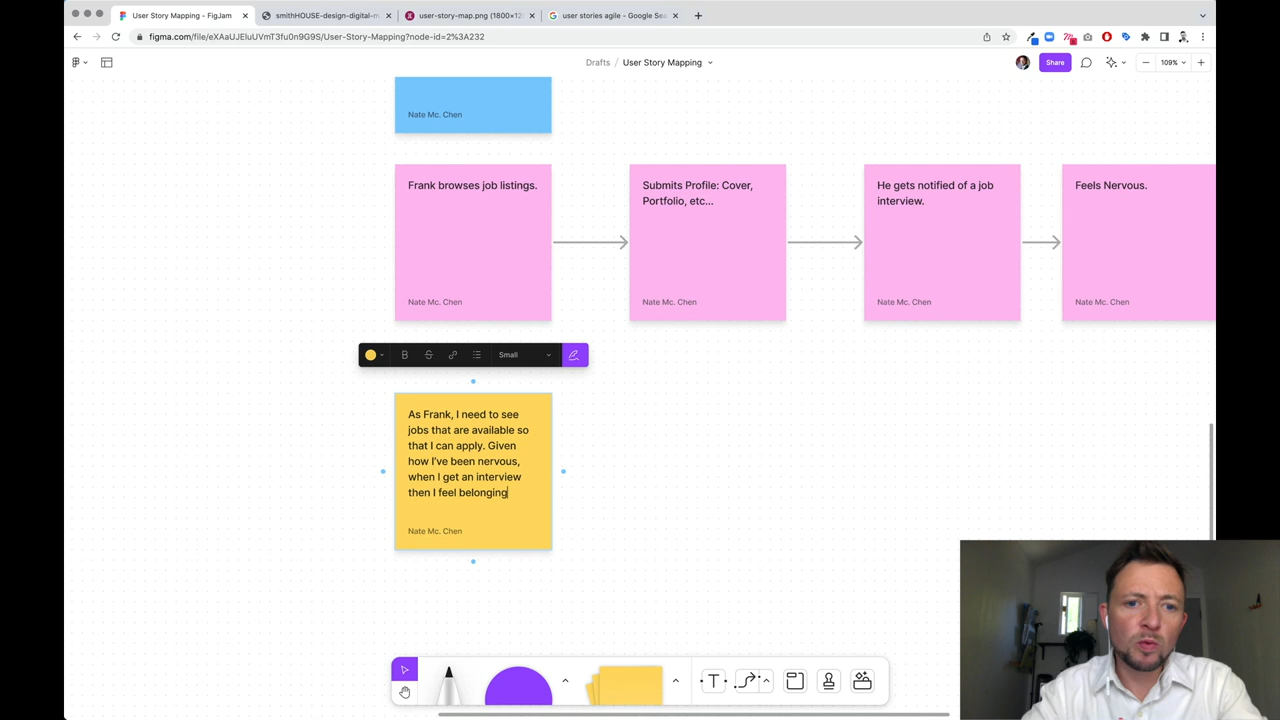 User Story Mapping - FigJam
smithHOUSE-design-digital-m
user-story-map.png (1800×12
user stories agile - Google Sea
figma.com/file/eXAaUJEluUVmT3fu0n9G9S/User-Story-Mapping?node-id=2%3A232
Drafts / User Story Mapping
Share
109%
Nate Mc. Chen
Frank browses job listings.
Nate Mc. Chen
Submits Profile: Cover,
Portfolio, etc...
Nate Mc. Chen
He gets notified of a job
interview.
Nate Mc. Chen
Feels Nervous.
Nate Mc. Chen
B
S
Small
As Frank, I need to see
jobs that are available so
that I can apply. Given
how I've been nervous,
when I get an interview
then I feel belonging
Nate Mc. Chen
T